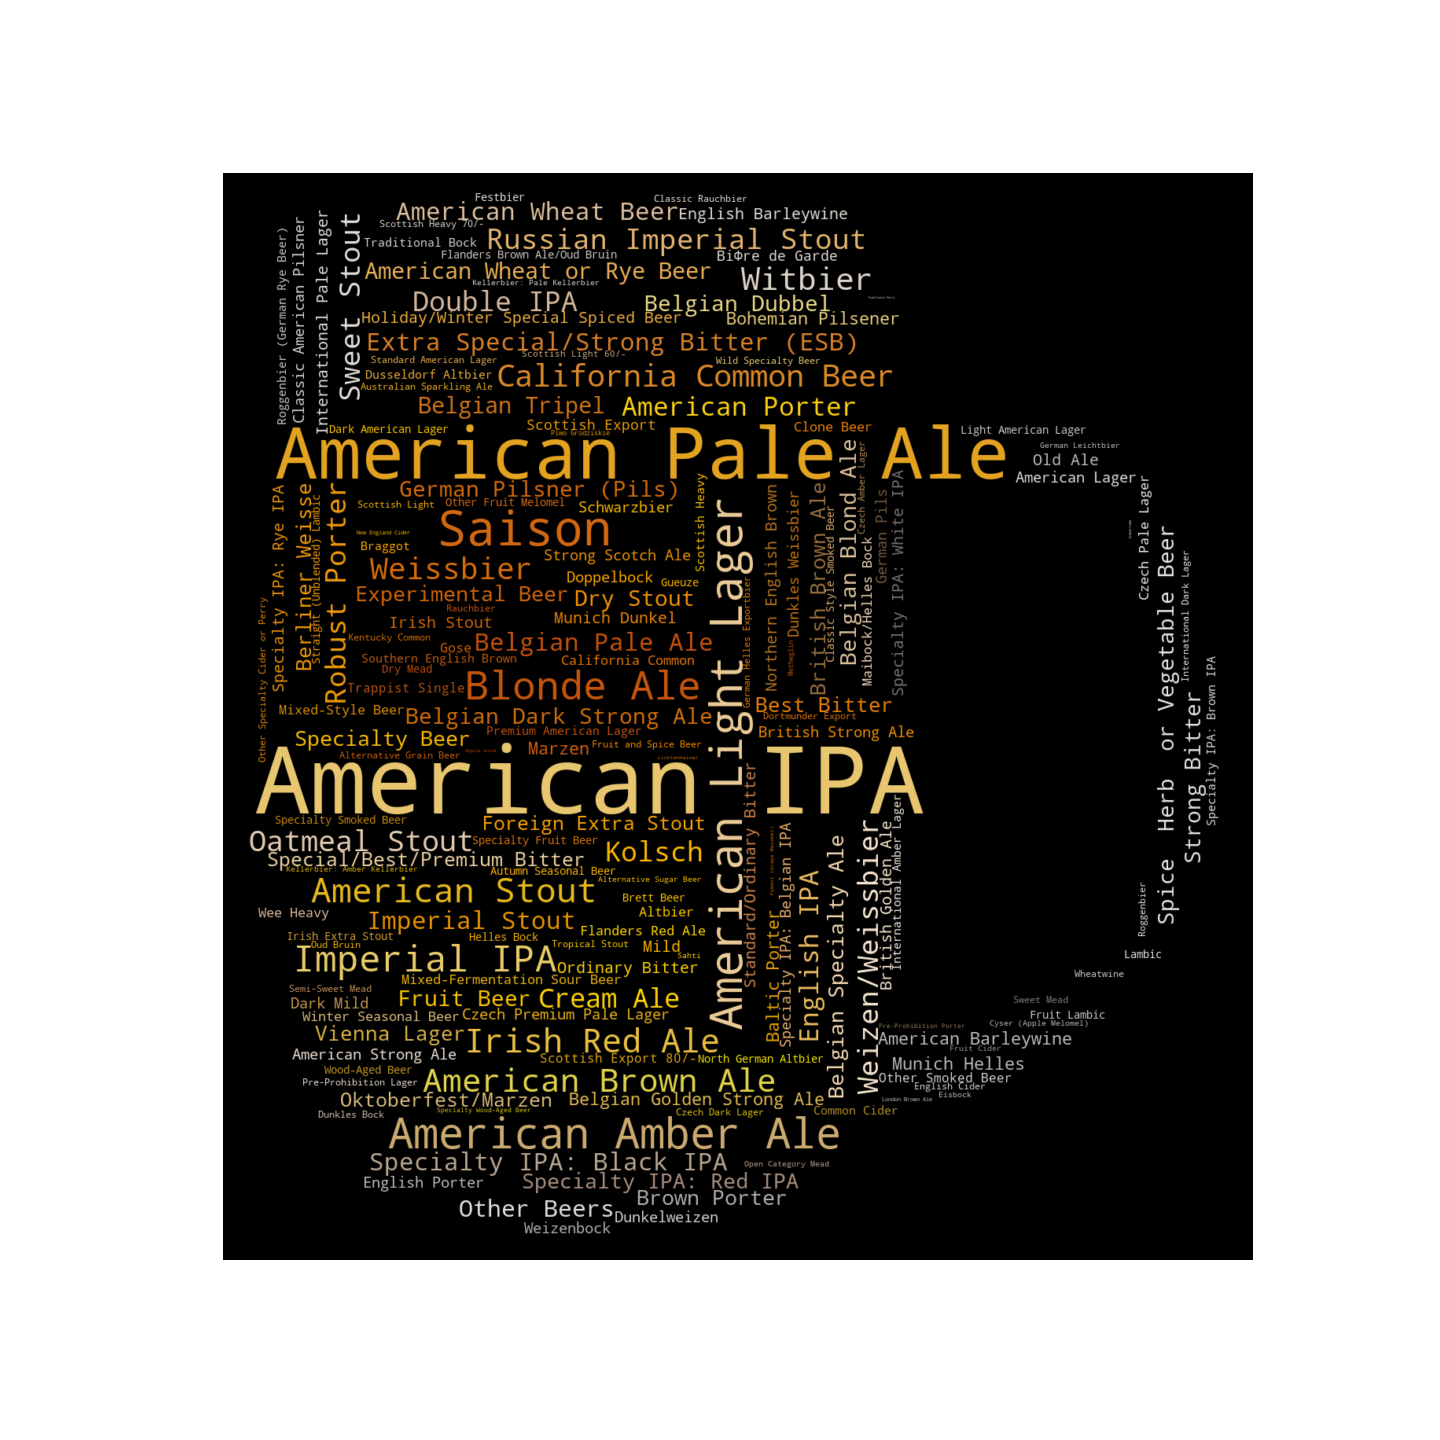 Festbier
Classic Rauchbier
American Wheat Beer
English Barleywine
Scottish Heavy 70/-
Traditional Bock
Russian Imperial Stout
Flanders Brown Ale/Oud Bruin
BiФre de Garde
American Wheat or Rye Beer
Witbier
Kellerbier: Pale Kellerbier
Double IPA
Belgian Dubbel
Holiday/Winter Special Spiced Beer
Bohemian Pilsener
Extra Special/Strong Bitter (ESB)
Scottish Light 60/-
Standard American Lager
Wild Specialty Beer
Dusseldorf Altbier
California Common Beer
Australian Sparkling Ale
Belgian Tripel
American Porter
Roggenbier (German Rye Beer)
Classic American Pilsner
International Pale Lager
Sweet Stout
Scottish Export
Clone Beer
Dark American Lager
Piwo Grodziskie
Light American Lager
American Pale Ale
German Leichtbier
Old Ale
American Lager
German Pilsner (Pils)
Scottish Light
Other Fruit Melomel
Schwarzbier
Saison
New England Cider
Braggot
Strong Scotch Ale
Weissbier
Doppelbock
Gueuze
Experimental Beer
Dry Stout
Rauchbier
Irish Stout
Munich Dunkel
Kentucky Common
Gose
Belgian Pale Ale
Southern English Brown
California Common
Dry Mead
Trappist Single
Blonde Ale
Mixed-Style Beer
Belgian Dark Strong Ale
Best Bitter
Dortmunder Export
Specialty Beer
Premium American Lager
British Strong Ale
Marzen
Fruit and Spice Beer
Alternative Grain Beer
Apple Wine
Lichtenhainer
Other Specialty Cider or Perry
Specialty IPA: Rye IPA
Berliner Weisse
Straight (Unblended) Lambic
Robust Porter
Scottish Heavy
American Light Lager
German Helles Exportbier
Northern English Brown
Metheglin
Dunkles Weissbier
British Brown Ale
Classic Style Smoked Beer
Belgian Blond Ale
Czech Amber Lager
Maibock/Helles Bock
German Pils
Specialty IPA: White IPA
Czech Pale Lager
Spice Herb or Vegetable Beer
International Dark Lager
Strong Bitter
Specialty IPA: Brown IPA
American IPA
Specialty Smoked Beer
Foreign Extra Stout
Oatmeal Stout
Specialty Fruit Beer
Kolsch
Special/Best/Premium Bitter
Kellerbier: Amber Kellerbier
Autumn Seasonal Beer
Alternative Sugar Beer
American Stout
Brett Beer
Wee Heavy
Imperial Stout
Altbier
Irish Extra Stout
Oud Bruin
Helles Bock
Flanders Red Ale
Tropical Stout
Mild
Sahti
Imperial IPA
Ordinary Bitter
Mixed-Fermentation Sour Beer
Semi-Sweet Mead
Dark Mild
Fruit Beer
Cream Ale
Winter Seasonal Beer
Czech Premium Pale Lager
Vienna Lager
Irish Red Ale
American Strong Ale
Scottish Export 80/-
North German Altbier
Wood-Aged Beer
Pre-Prohibition Lager
American Brown Ale
Oktoberfest/Marzen
Belgian Golden Strong Ale
Dunkles Bock
Specialty Wood-Aged Beer
Czech Dark Lager
Common Cider
Standard/Ordinary Bitter
Baltic Porter
Specialty IPA: Belgian IPA
English IPA
Belgian Specialty Ale
Weizen/Weissbier
British Golden Ale
International Amber Lager
Roggenbier
Lambic
Wheatwine
Sweet Mead
Fruit Lambic
Cyser (Apple Melomel)
Pre-Prohibition Porter
American Barleywine
Fruit Cider
Munich Helles
Other Smoked Beer
English Cider
Eisbock
London Brown Ale
American Amber Ale
Specialty IPA: Black IPA
Open Category Mead
English Porter
Specialty IPA: Red IPA
Brown Porter
Other Beers
Dunkelweizen
Weizenbock